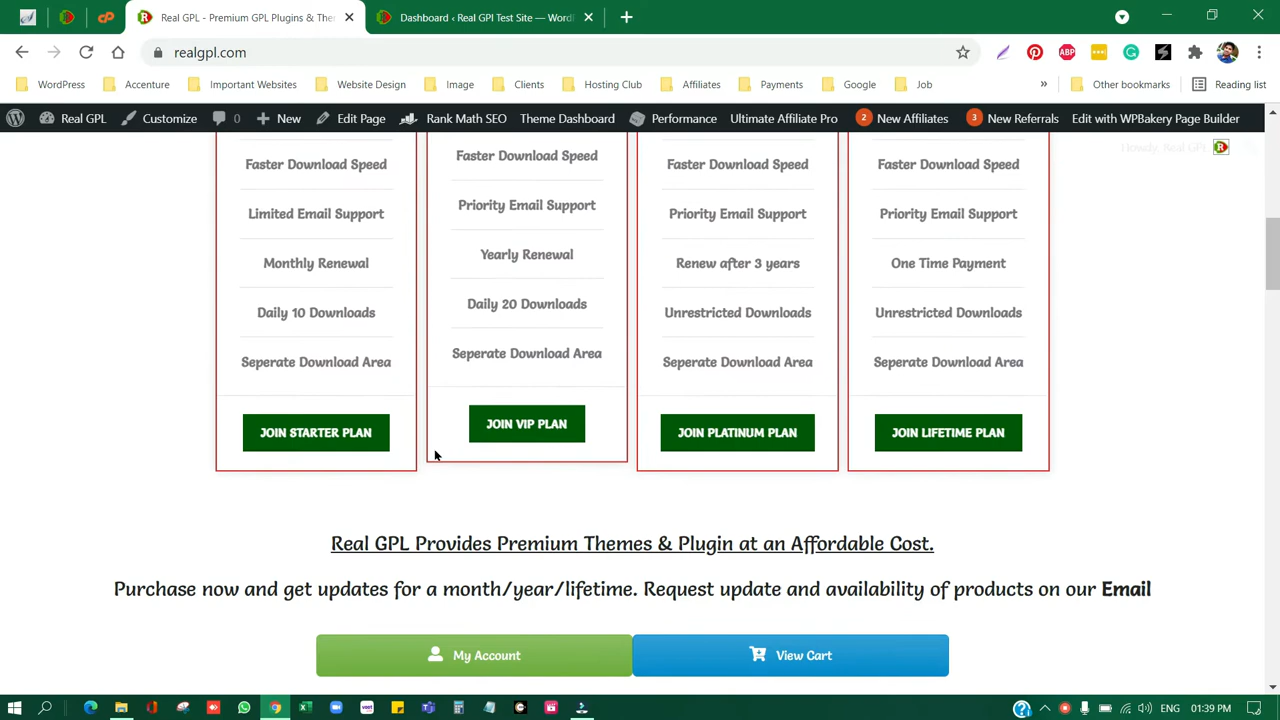 Real GPL - Premium GPL Plugins & The
Dashboard ‹ Real GPl Test Site — Word
realgpl.com
ABP
WordPress
Accenture
Important Websites
Website Design
Image
Clients
Hosting Club
Affiliates
Payments
Google
Job
»
Other bookmarks
Reading list
Real GPL
Customize
0
New
Edit Page
Rank Math SEO
Theme Dashboard
Performance
Ultimate Affiliate Pro
2 New Affiliates
3 New Referrals
Edit with WPBakery Page Builder
Howdy, Real GPL
Faster Download Speed
Limited Email Support
Monthly Renewal
Daily 10 Downloads
Seperate Download Area
JOIN STARTER PLAN
Faster Download Speed
Priority Email Support
Yearly Renewal
Daily 20 Downloads
Seperate Download Area
JOIN VIP PLAN
Faster Download Speed
Priority Email Support
Renew after 3 years
Unrestricted Downloads
Seperate Download Area
JOIN PLATINUM PLAN
Faster Download Speed
Priority Email Support
One Time Payment
Unrestricted Downloads
Seperate Download Area
JOIN LIFETIME PLAN
Real GPL Provides Premium Themes & Plugin at an Affordable Cost.
Purchase now and get updates for a month/year/lifetime. Request update and availability of products on our Email
My Account
View Cart
ENG
01:39 PM